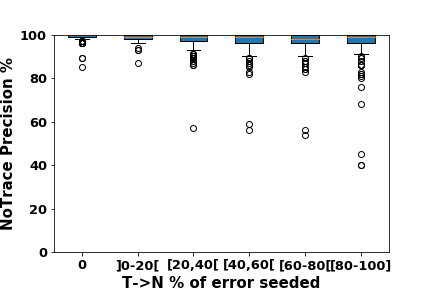 NoTrace Precision %
100
80
60
40
20
0
0 ]0-20[ [20,40[ [40,60[ [60-80[ [80-100]
T->N % of error seeded